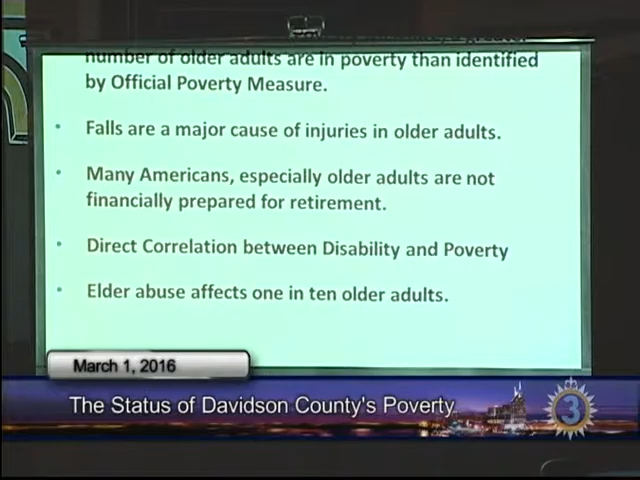 number of older adults are in poverty than identified
by Official Poverty Measure.
• Falls are a major cause of injuries in older adults.
• Many Americans, especially older adults are not
financially prepared for retirement.
• Direct Correlation between Disability and Poverty
• Elder abuse affects one in ten older adults.
March 1, 2016
The Status of Davidson County's Poverty
3